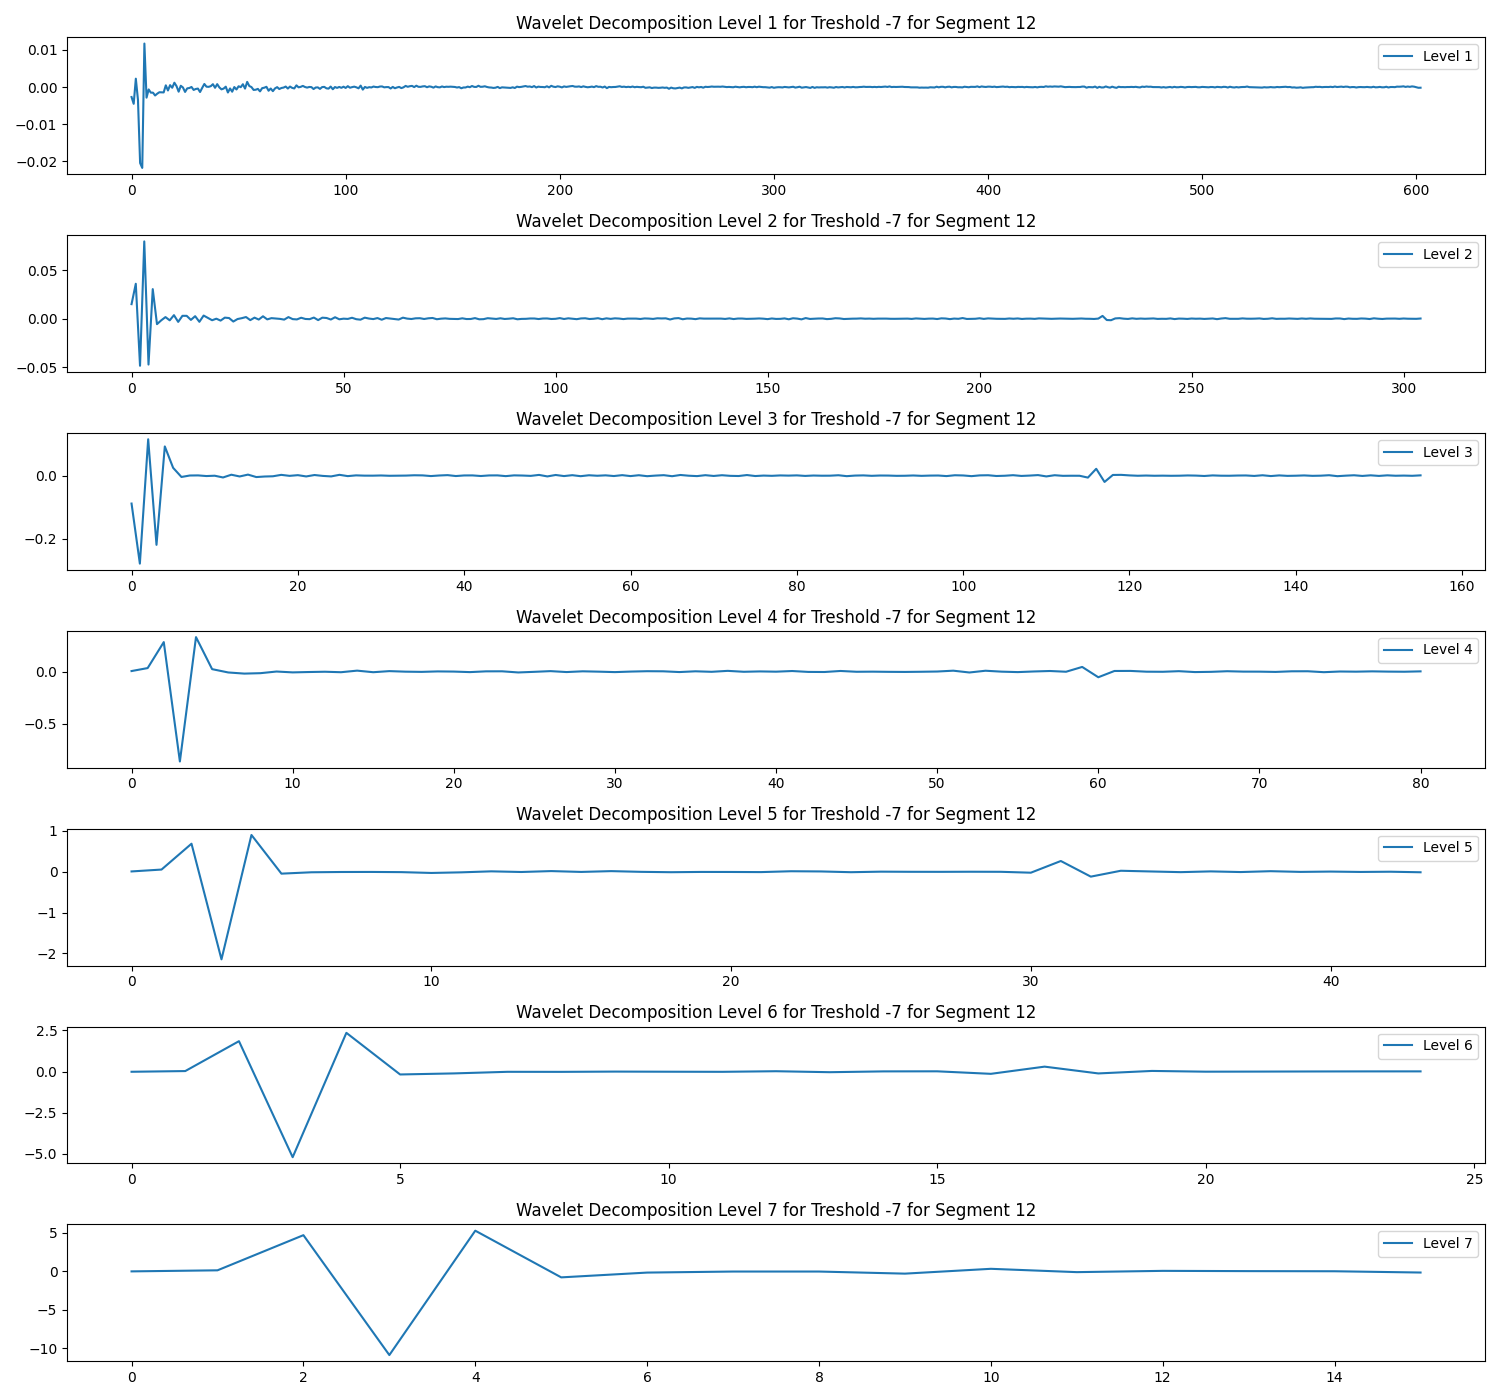 Wavelet Decomposition Level 1 for Treshold -7 for Segment 12
0.01
0.00
−0.01
−0.02
Level 1
0 100 200 300 400 500 600
Wavelet Decomposition Level 2 for Treshold -7 for Segment 12
0.05
0.00
−0.05
Level 2
0 50 100 150 200 250 300
Wavelet Decomposition Level 3 for Treshold -7 for Segment 12
0.0
−0.2
Level 3
0 20 40 60 80 100 120 140 160
Wavelet Decomposition Level 4 for Treshold -7 for Segment 12
0.0
−0.5
Level 4
0 10 20 30 40 50 60 70 80
Wavelet Decomposition Level 5 for Treshold -7 for Segment 12
1
0
−1
−2
Level 5
0 10 20 30 40
Wavelet Decomposition Level 6 for Treshold -7 for Segment 12
2.5
0.0
−2.5
−5.0
Level 6
0 5 10 15 20 25
Wavelet Decomposition Level 7 for Treshold -7 for Segment 12
5
0
−5
−10
Level 7
0 2 4 6 8 10 12 14